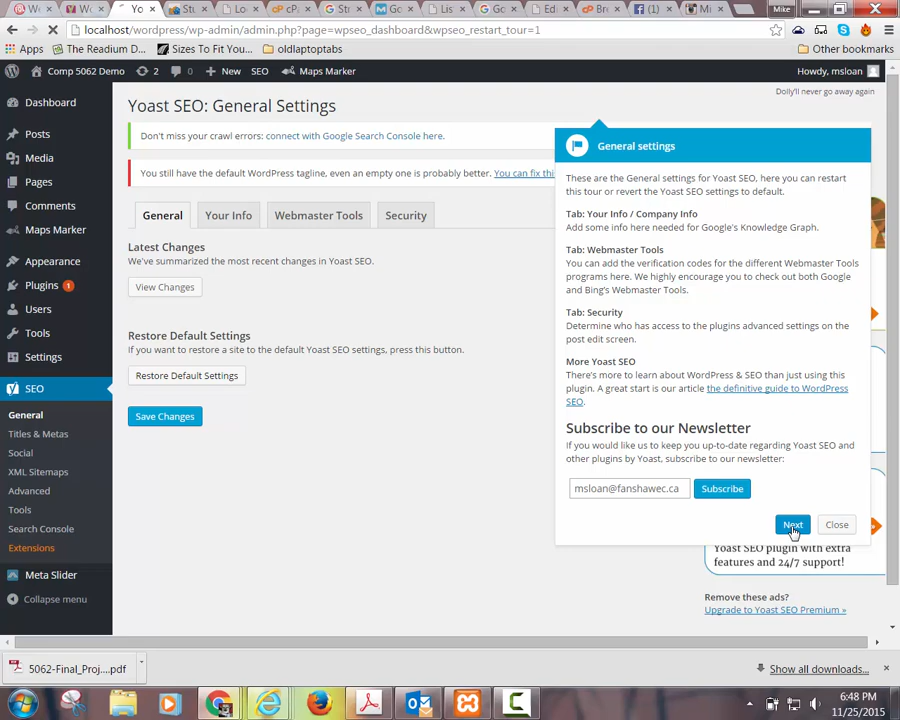 Wo
W
Yo
Stu
Lo
cP
Str
Go
Lis
Go
Edi
Bro
(1)
Mi
Mike
localhost/wordpress/wp-admin/admin.php?page=wpseo_dashboard&wpseo_restart_tour=1
Apps
The Readium D...
Sizes To Fit You'...
oldlaptoptabs
Other bookmarks
Comp 5062 Demo
2
0
New
SEO
Maps Marker
Howdy, msloan
Dashboard
Posts
Media
Pages
Comments
Maps Marker
Appearance
Plugins 1
Users
Tools
Settings
SEO
General
Titles & Metas
Social
XML Sitemaps
Advanced
Tools
Search Console
Extensions
Meta Slider
Collapse menu
Dolly'll never go away again
Yoast SEO: General Settings
Don't miss your crawl errors: connect with Google Search Console here.
You still have the default WordPress tagline, even an empty one is probably better. You can fix this
General
Your Info
Webmaster Tools
Security
Latest Changes
We've summarized the most recent changes in Yoast SEO.
View Changes
Restore Default Settings
If you want to restore a site to the default Yoast SEO settings, press this button.
Restore Default Settings
Save Changes
General settings
These are the General settings for Yoast SEO, here you can restart
this tour or revert the Yoast SEO settings to default.
Tab: Your Info / Company Info
Add some info here needed for Google's Knowledge Graph.
Tab: Webmaster Tools
You can add the verification codes for the different Webmaster Tools
programs here. We highly encourage you to check out both Google
and Bing's Webmaster Tools.
Tab: Security
Determine who has access to the plugins advanced settings on the
post edit screen.
More Yoast SEO
There's more to learn about WordPress & SEO than just using this
plugin. A great start is our article the definitive guide to WordPress
SEO.
Subscribe to our Newsletter
If you would like us to keep you up-to-date regarding Yoast SEO and
other plugins by Yoast, subscribe to our newsletter:
msloan@fanshawec.ca
Subscribe
Next
Close
Yoast SEO plugin with extra
features and 24/7 support!
Remove these ads?
Upgrade to Yoast SEO Premium »
5062-Final_Proj....pdf
Show all downloads...
6:48 PM
11/25/2015